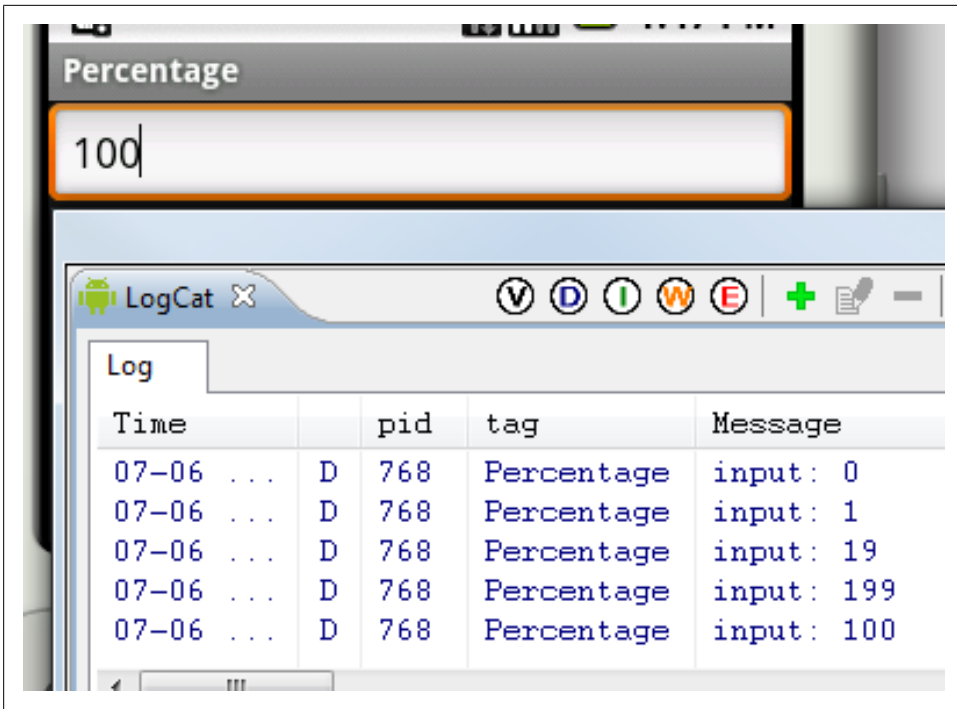 Percentage
100
LogCat
V D I W E
Log
Time pid tag Message
07-06 ... D 768 Percentage input: 0
07-06 ... D 768 Percentage input: 1
07-06 ... D 768 Percentage input: 19
07-06 ... D 768 Percentage input: 199
07-06 ... D 768 Percentage input: 100